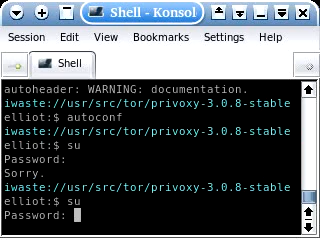 Shell - Konsol
Session Edit View Bookmarks Settings Help
Shell
autoheader: WARNING: documentation.
iwaste://usr/src/tor/privoxy-3.0.8-stable
elliot:$ autoconf
iwaste://usr/src/tor/privoxy-3.0.8-stable
elliot:$ su
Password:
Sorry.
iwaste://usr/src/tor/privoxy-3.0.8-stable
elliot:$ su
Password: